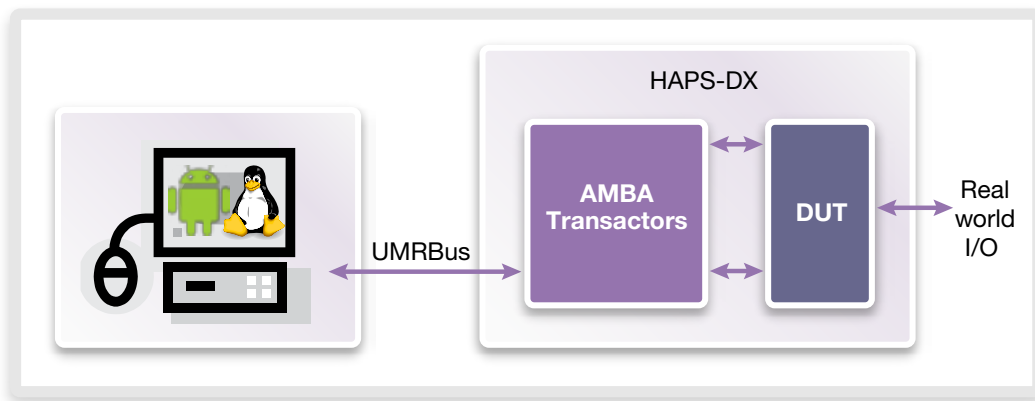 HAPS-DX
AMBA
Transactors
DUT
Real
world
I/O
UMRBus